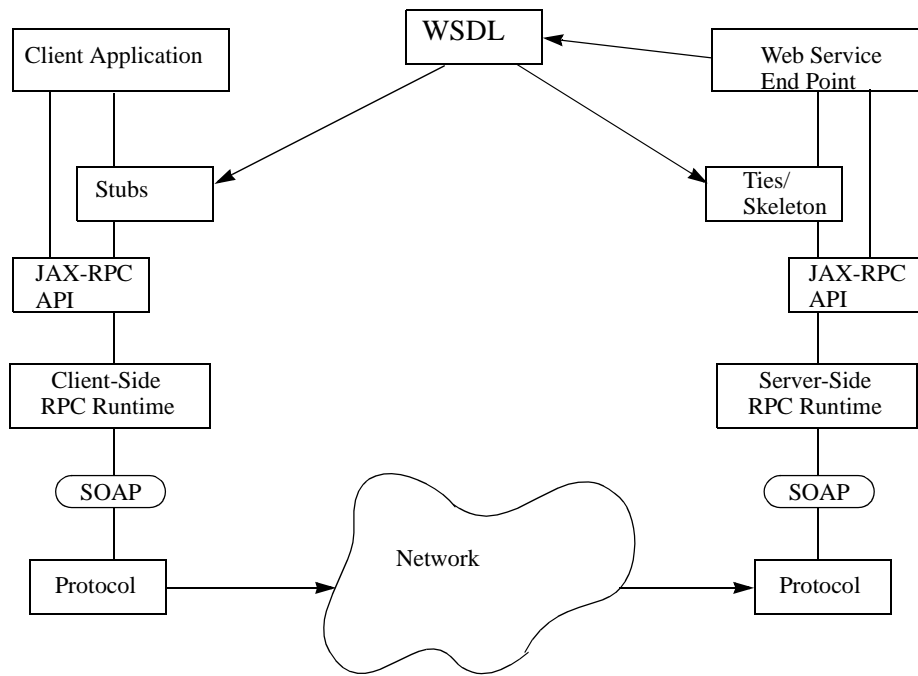 WSDL
Client Application
Web Service
End Point
Stubs
Ties/
Skeleton
JAX-RPC
API
JAX-RPC
API
Client-Side
RPC Runtime
Server-Side
RPC Runtime
SOAP
SOAP
Network
Protocol
Protocol